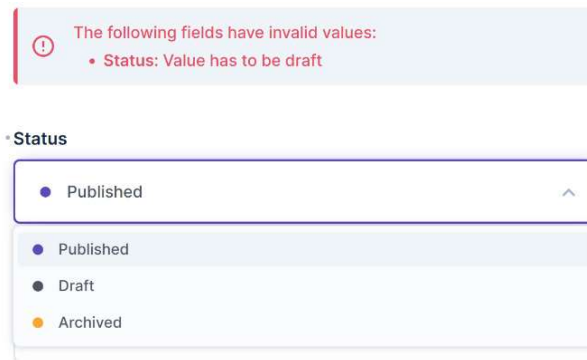 The following fields have invalid values:
• Status: Value has to be draft
Status
Published
Published
Draft
Archived